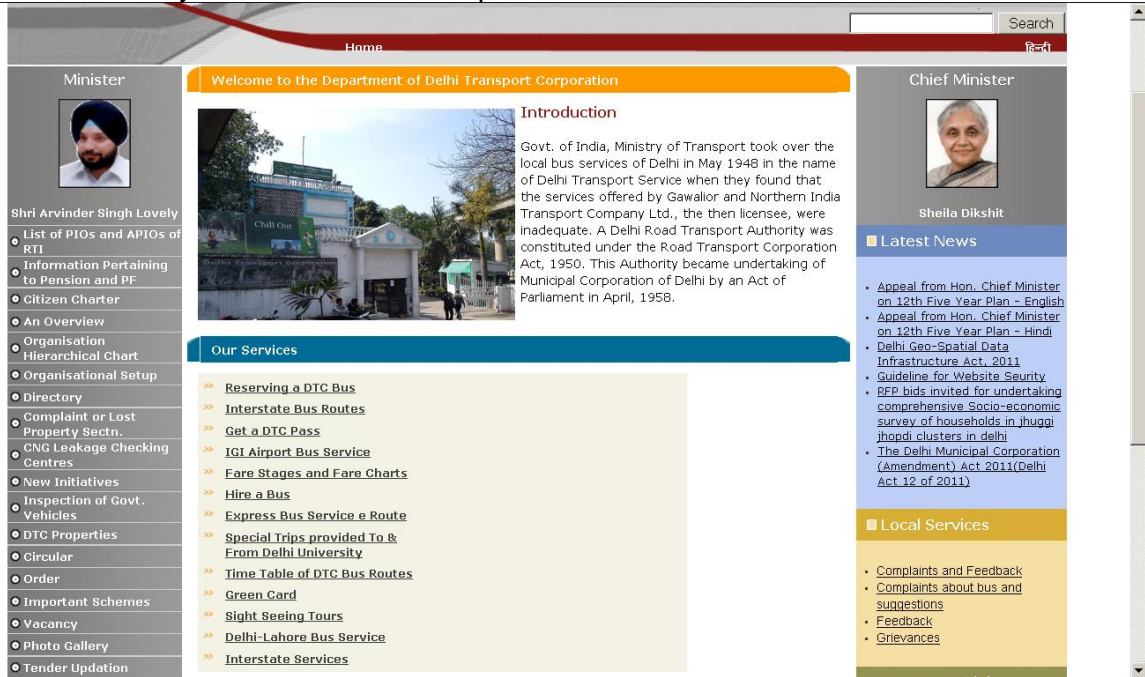 Search
Home
हिन्दी
Minister
Shri Arvinder Singh Lovely
List of PIOs and APIOs of
RTI
Information Pertaining
to Pension and PF
Citizen Charter
An Overview
Organisation
Hierarchical Chart
Organisational Setup
Directory
Complaint or Lost
Property Sectn.
CNG Leakage Checking
Centres
New Initiatives
Inspection of Govt.
Vehicles
DTC Properties
Circular
Order
Important Schemes
Vacancy
Photo Gallery
Tender Updation
Welcome to the Department of Delhi Transport Corporation
Chill Out
Delhi Transport Corporation
Introduction
Govt. of India, Ministry of Transport took over the
local bus services of Delhi in May 1948 in the name
of Delhi Transport Service when they found that
the services offered by Gawalior and Northern India
Transport Company Ltd., the then licensee, were
inadequate. A Delhi Road Transport Authority was
constituted under the Road Transport Corporation
Act, 1950. This Authority became undertaking of
Municipal Corporation of Delhi by an Act of
Parliament in April, 1958.
Our Services
Reserving a DTC Bus
Interstate Bus Routes
Get a DTC Pass
IGI Airport Bus Service
Fare Stages and Fare Charts
Hire a Bus
Express Bus Service e Route
Special Trips provided To &
From Delhi University
Time Table of DTC Bus Routes
Green Card
Sight Seeing Tours
Delhi-Lahore Bus Service
Interstate Services
Chief Minister
Sheila Dikshit
Latest News
Appeal from Hon. Chief Minister
on 12th Five Year Plan - English
Appeal from Hon. Chief Minister
on 12th Five Year Plan - Hindi
Delhi Geo-Spatial Data
Infrastructure Act, 2011
Guideline for Website Seurity
RFP bids invited for undertaking
comprehensive Socio-economic
survey of households in jhuggi
jhopdi clusters in delhi
The Delhi Municipal Corporation
(Amendment) Act 2011(Delhi
Act 12 of 2011)
Local Services
Complaints and Feedback
Complaints about bus and
suggestions
Feedback
Grievances